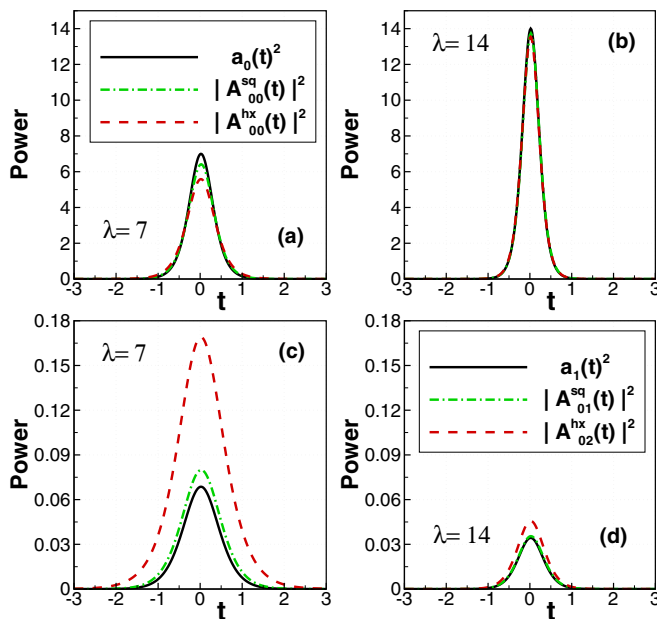 Power
14
12
10
8
6
4
2
0
a₀(t)²
| A^sq_00(t) |²
| A^hx_00(t) |²
λ= 7
(a)
-3 -2 -1 0 1 2 3
t
Power
14
12
10
8
6
4
2
0
λ= 14
(b)
-3 -2 -1 0 1 2 3
t
Power
0.18
0.15
0.12
0.09
0.06
0.03
0
λ= 7
(c)
-3 -2 -1 0 1 2 3
t
Power
0.18
0.15
0.12
0.09
0.06
0.03
0
a₁(t)²
| A^sq_01(t) |²
| A^hx_02(t) |²
λ= 14
(d)
-3 -2 -1 0 1 2 3
t